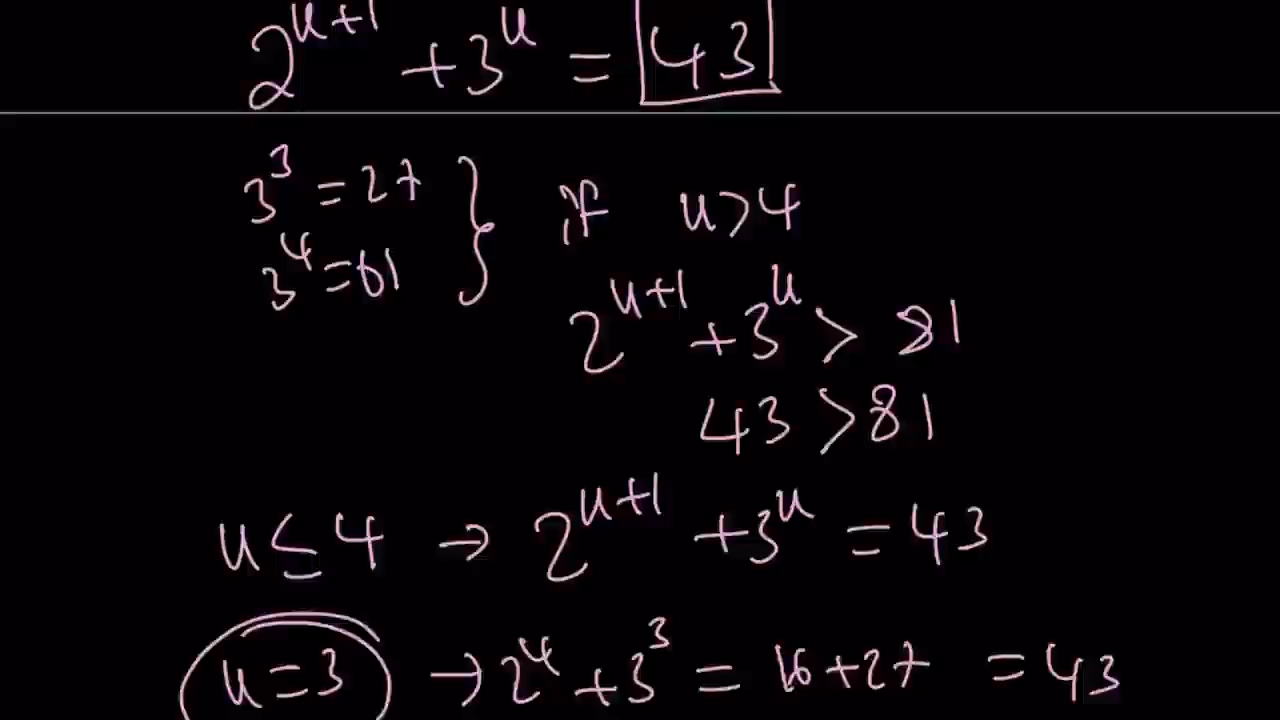 2^{u+1} + 3^u = 43
3^3 = 27 } if u > 4
3^4 = 81
2^{u+1} + 3^u > 81
43 > 81
u ≤ 4 → 2^{u+1} + 3^u = 43
u = 3 → 2^4 + 3^3 = 16 + 27 = 43